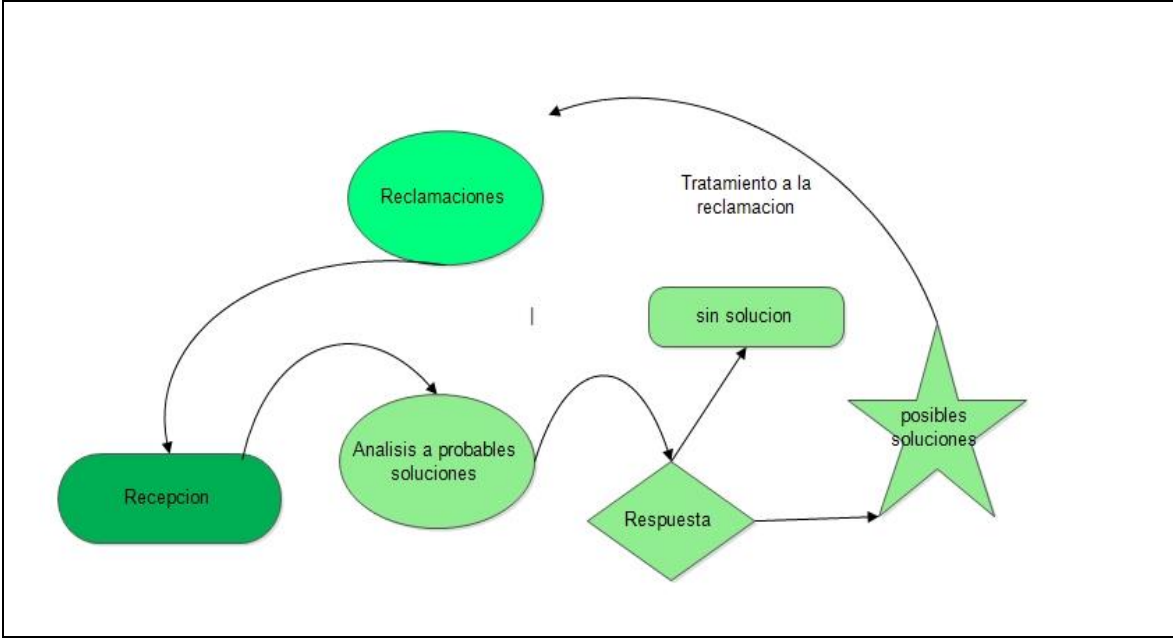 Reclamaciones
Tratamiento a la
reclamacion
sin solucion
posibles
soluciones
Analisis a probables
soluciones
Recepcion
Respuesta